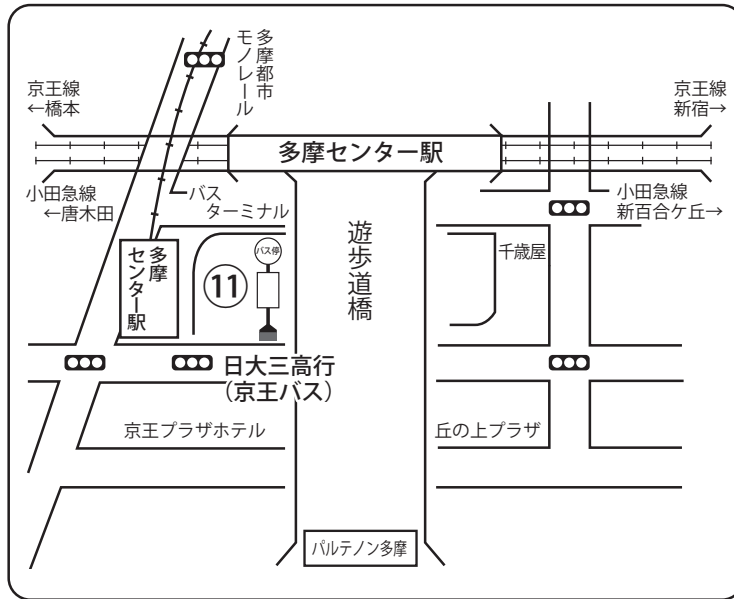 多摩都市
モノレール
京王線
←橋本
京王線
新宿→
多摩センター駅
小田急線
←唐木田
バス
ターミナル
小田急線
新百合ケ丘→
遊歩道橋
千歳屋
多摩
センター駅
11
バス停
日大三高行
（京王バス）
京王プラザホテル
丘の上プラザ
パルテノン多摩